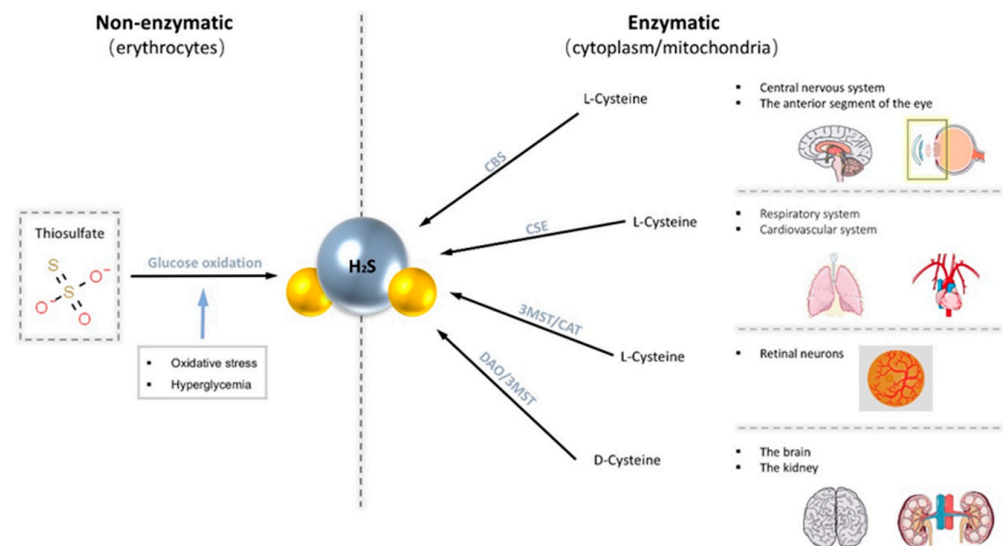 Non-enzymatic
(erythrocytes)
Thiosulfate
S
S
O⁻
O⁻
O
Glucose oxidation
▪ Oxidative stress
▪ Hyperglycemia
H₂S
Enzymatic
(cytoplasm/mitochondria)
L-Cysteine
CBS
L-Cysteine
CSE
L-Cysteine
3MST/CAT
D-Cysteine
DAO/3MST
▪ Central nervous system
▪ The anterior segment of the eye
▪ Respiratory system
▪ Cardiovascular system
▪ Retinal neurons
▪ The brain
▪ The kidney